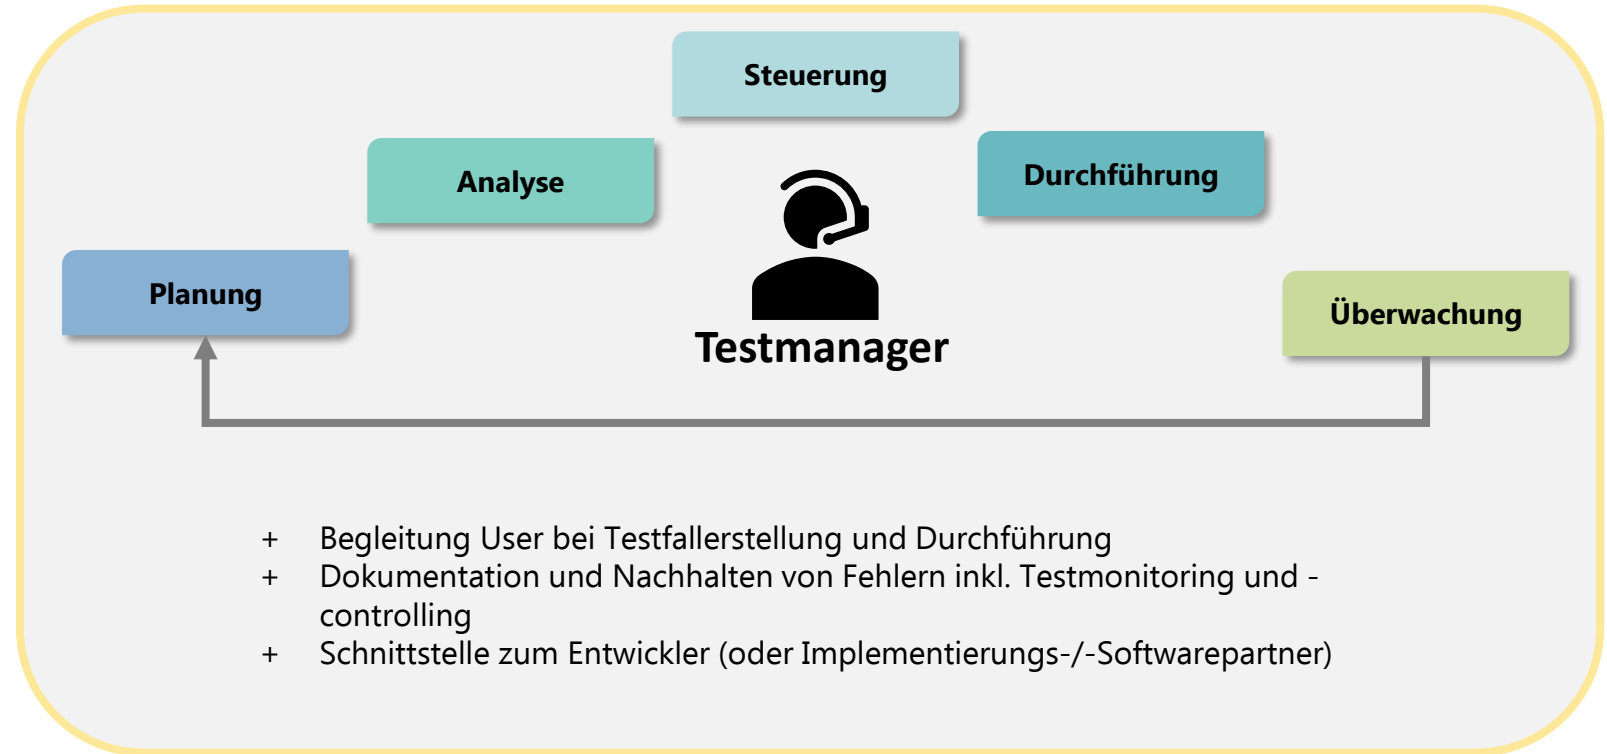 Steuerung
Analyse
Durchführung
Planung
Überwachung
Testmanager
+ Begleitung User bei Testfallerstellung und Durchführung
+ Dokumentation und Nachhalten von Fehlern inkl. Testmonitoring und -
controlling
+ Schnittstelle zum Entwickler (oder Implementierungs-/-Softwarepartner)